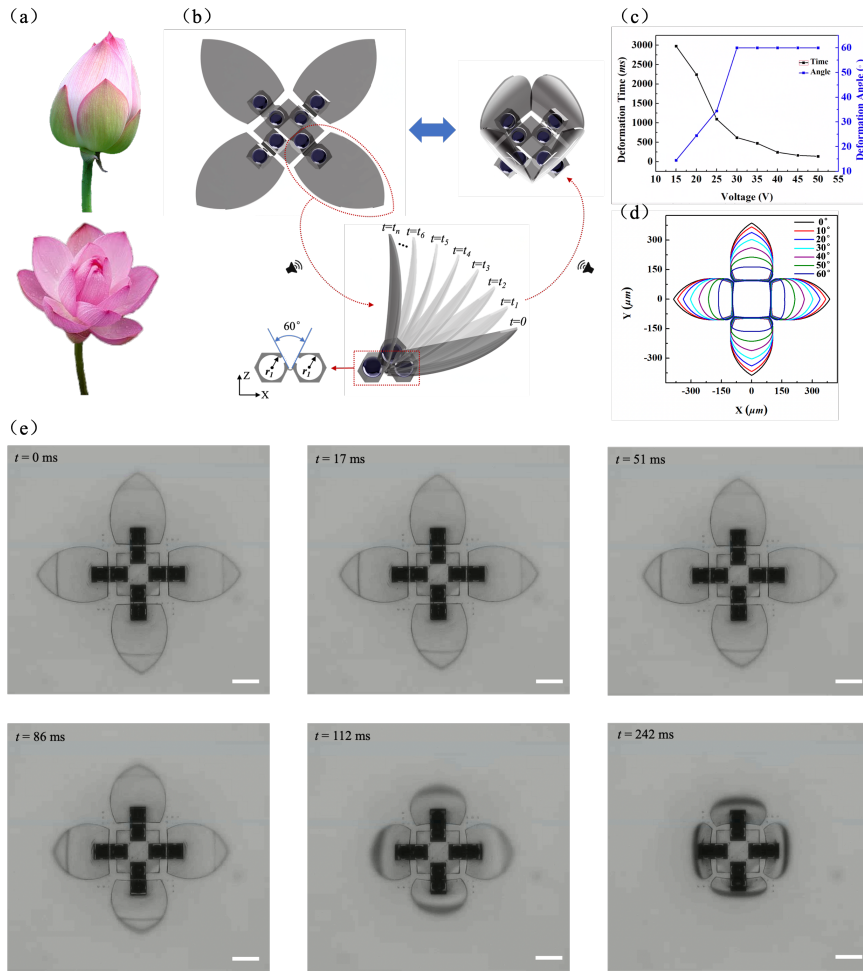 (a)
(b)
t=tn
t=t6
t=t5
t=t4
t=t3
t=t2
t=t1
t=0
60°
r1
r1
Z
X
(c)
Deformation Time (ms)
3000
2500
2000
1500
1000
500
0
10 15 20 25 30 35 40 45 50 55
Voltage (V)
Time
Angle
60
50
40
30
20
10
(d)
Y (μm)
300
150
0
-150
-300
-300 -150 0 150 300
X (μm)
0°
10°
20°
30°
40°
50°
60°
(e)
t = 0 ms
t = 17 ms
t = 51 ms
t = 86 ms
t = 112 ms
t = 242 ms